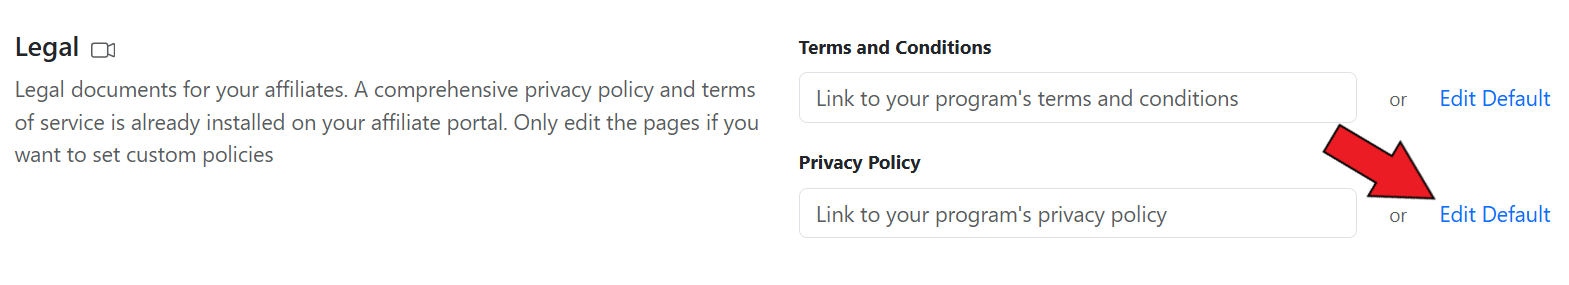 Legal
Legal documents for your affiliates. A comprehensive privacy policy and terms
of service is already installed on your affiliate portal. Only edit the pages if you
want to set custom policies
Terms and Conditions
Link to your program's terms and conditions or Edit Default
Privacy Policy
Link to your program's privacy policy or Edit Default